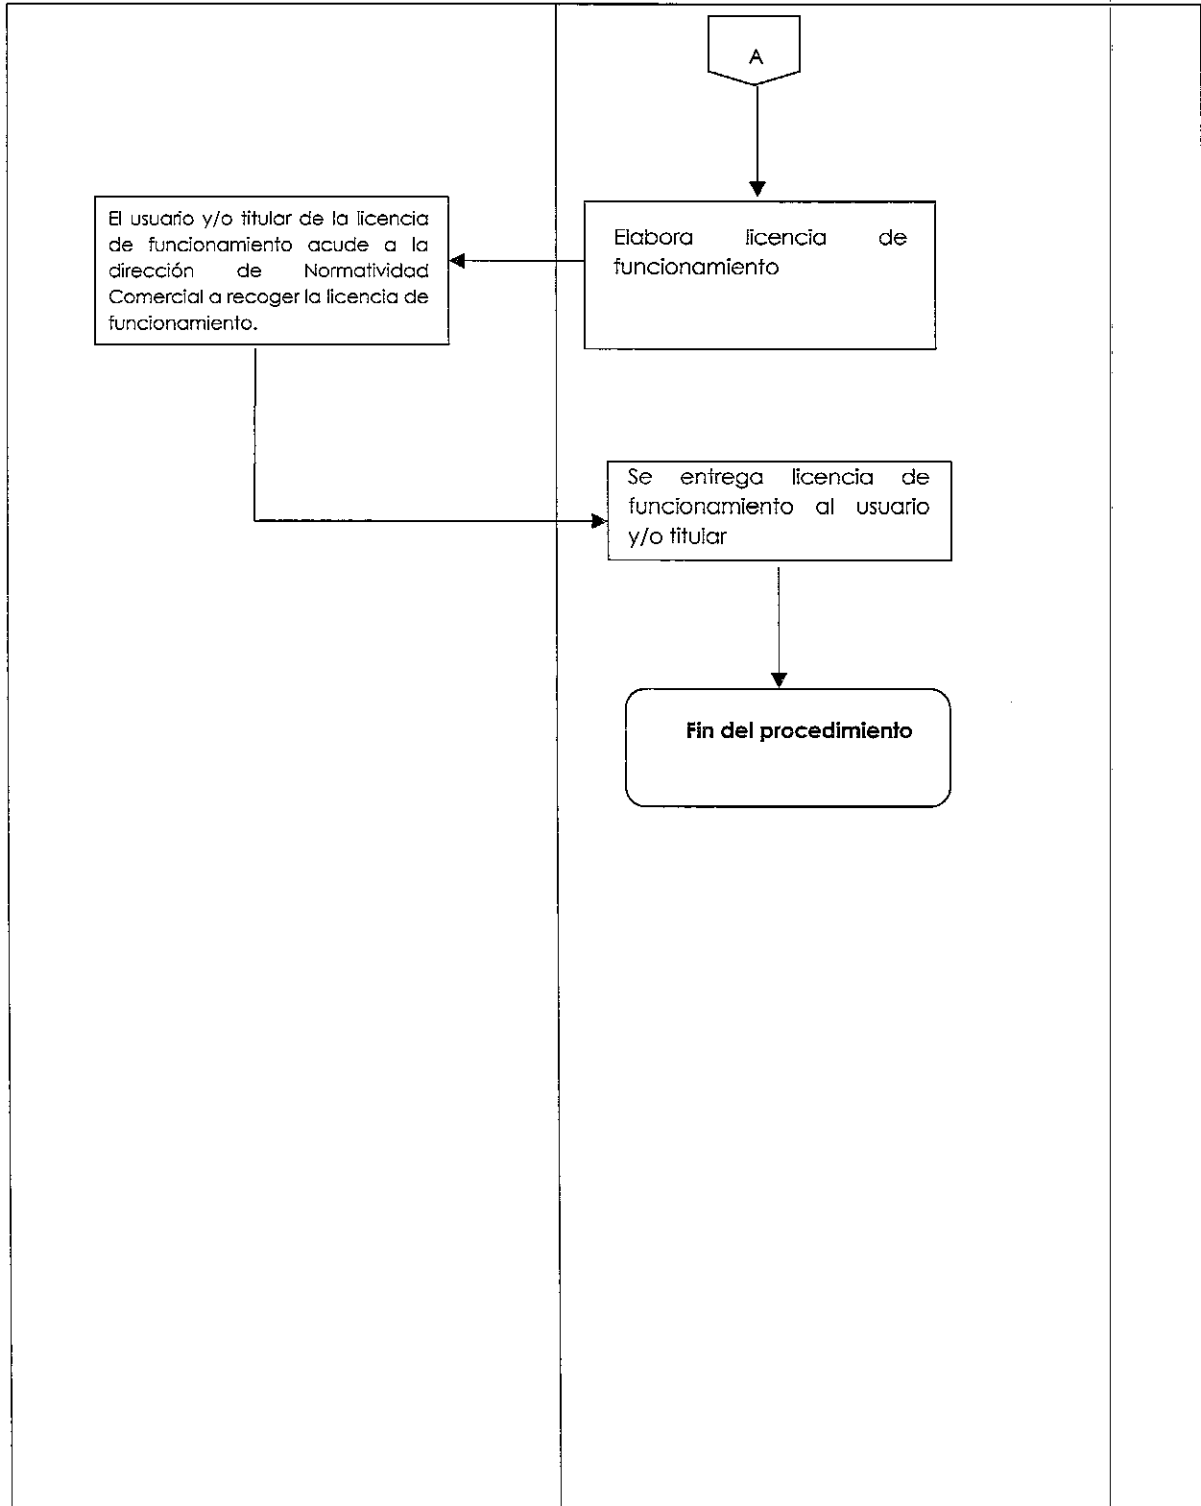 A
El usuario y/o titular de la licencia
de funcionamiento acude a la
dirección de Normatividad
Comercial a recoger la licencia de
funcionamiento.
Elabora licencia de
funcionamiento
Se entrega licencia de
funcionamiento al usuario
y/o titular
Fin del procedimiento